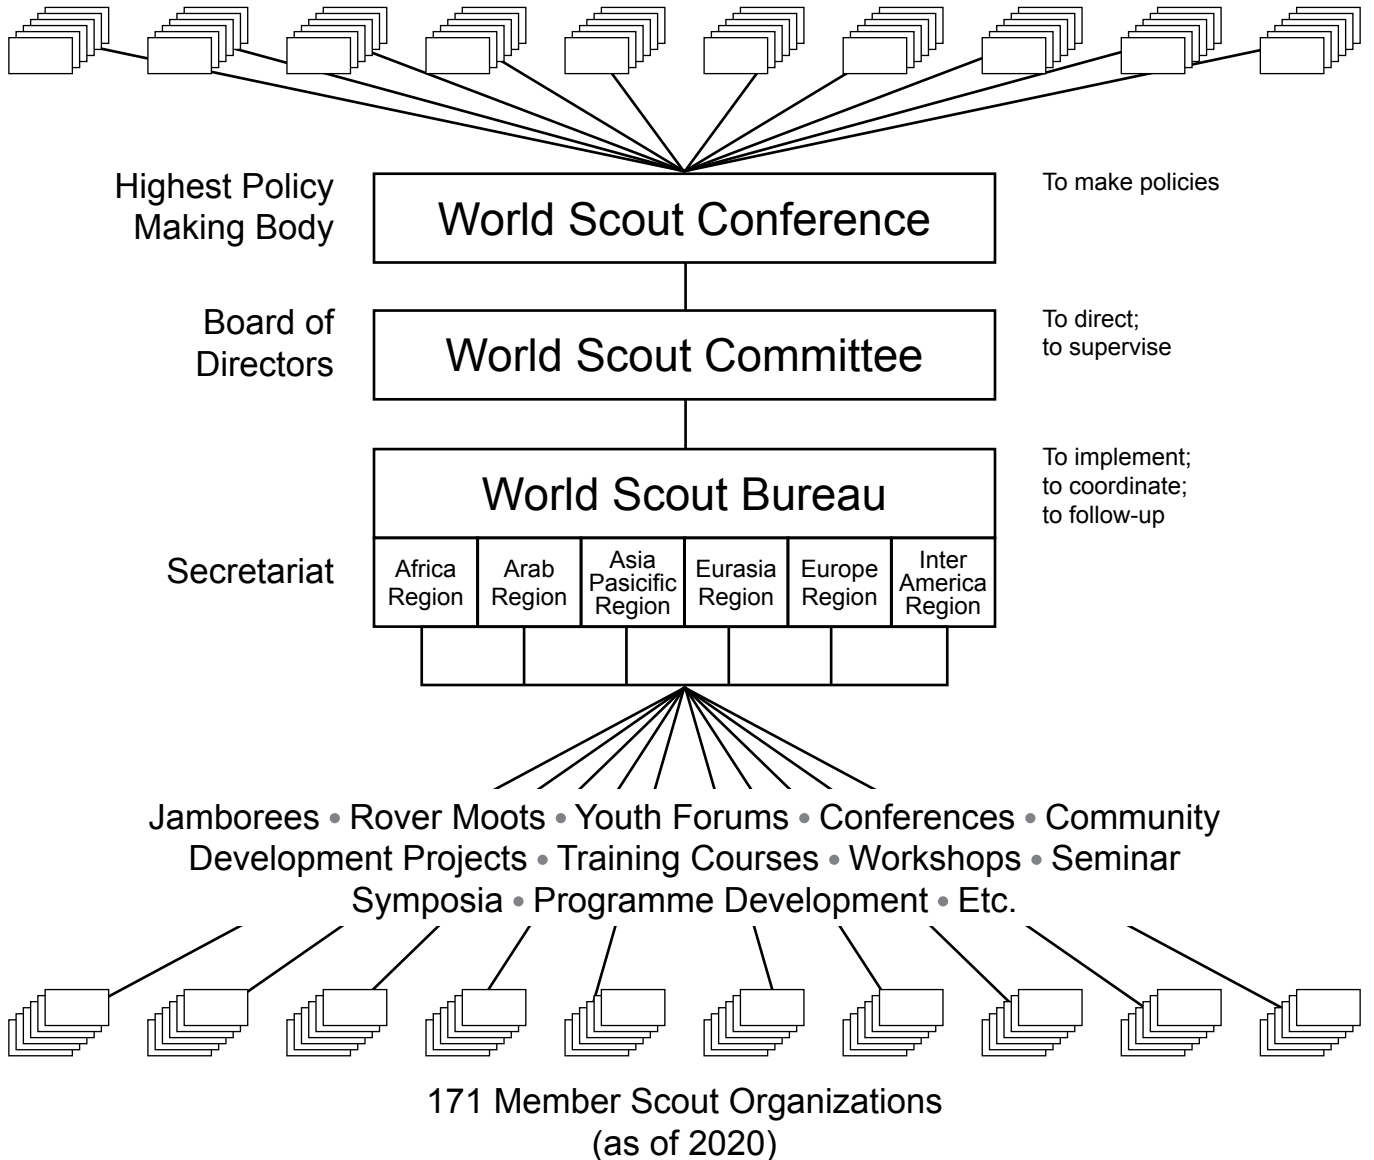 Highest Policy
Making Body
World Scout Conference
To make policies
Board of
Directors
World Scout Committee
To direct;
to supervise
World Scout Bureau
To implement;
to coordinate;
to follow-up
Secretariat
Africa
Region
Arab
Region
Asia
Pasicific
Region
Eurasia
Region
Europe
Region
Inter
America
Region
Jamborees • Rover Moots • Youth Forums • Conferences • Community
Development Projects • Training Courses • Workshops • Seminar
Symposia • Programme Development • Etc.
171 Member Scout Organizations
(as of 2020)